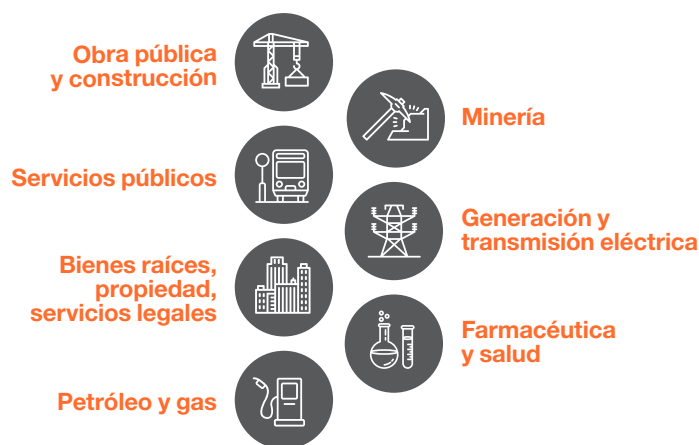 Obra pública
y construcción
Minería
Servicios públicos
Generación y
transmisión eléctrica
Bienes raíces,
propiedad,
servicios legales
Farmacéutica
y salud
Petróleo y gas